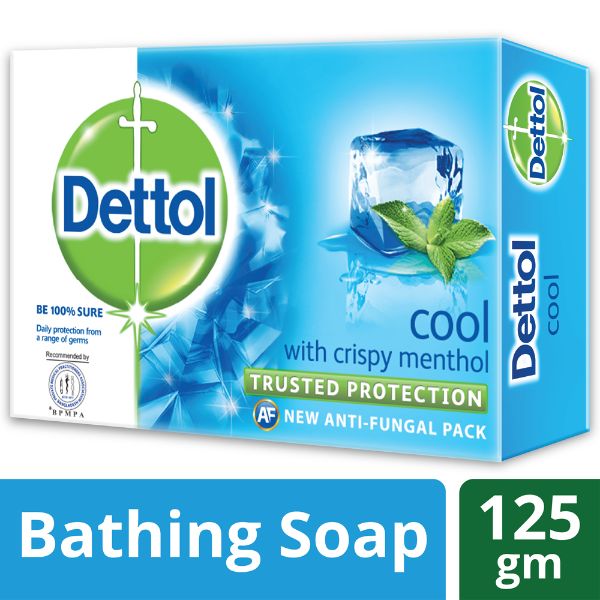 Dettol
BE 100% SURE
Daily protection from
a range of germs
Recommended by
*BPMPA
cool
with crispy menthol
TRUSTED PROTECTION
AF NEW ANTI-FUNGAL PACK
Dettol
Dettol
cool
Bathing Soap
125
gm